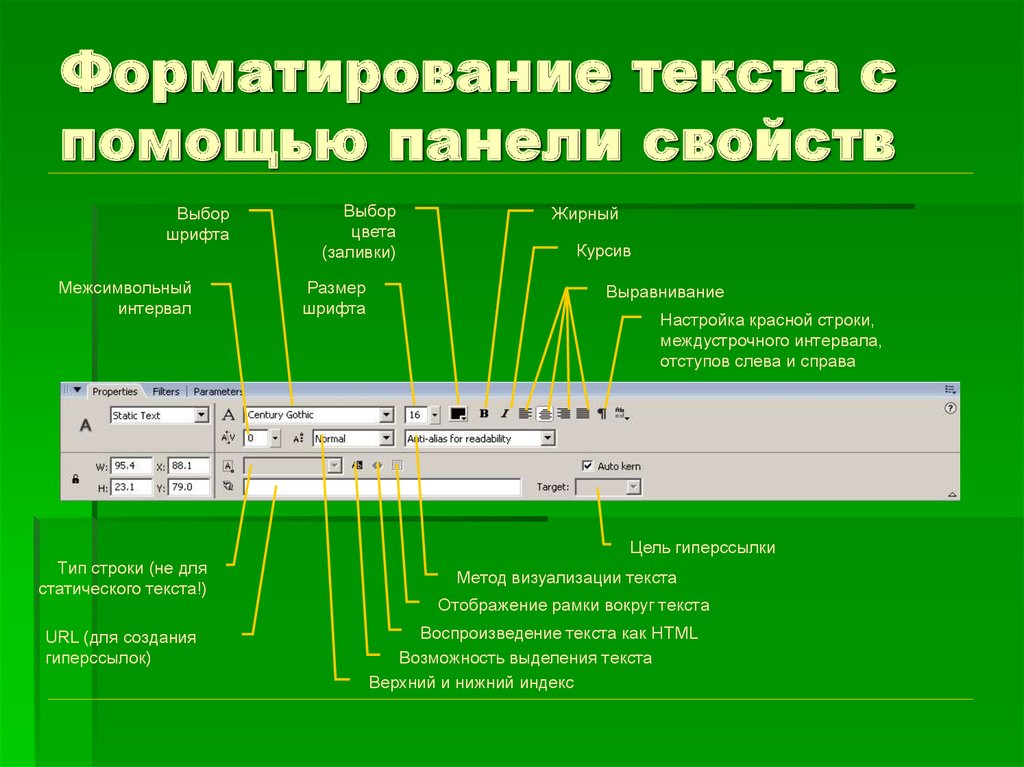 Форматирование текста с
помощью панели свойств
Выбор
шрифта
Выбор
цвета
(заливки)
Жирный
Курсив
Межсимвольный
интервал
Размер
шрифта
Выравнивание
Настройка красной строки,
междустрочного интервала,
отступов слева и справа
Properties Filters Parameters
A Static Text A Century Gothic 16 B I
A/V 0 Normal Anti-alias for readability
W: 95.4 X: 88.1 Auto kern
H: 23.1 Y: 79.0 Target:
Цель гиперссылки
Тип строки (не для
статического текста!)
Метод визуализации текста
Отображение рамки вокруг текста
URL (для создания
гиперссылок)
Воспроизведение текста как HTML
Возможность выделения текста
Верхний и нижний индекс